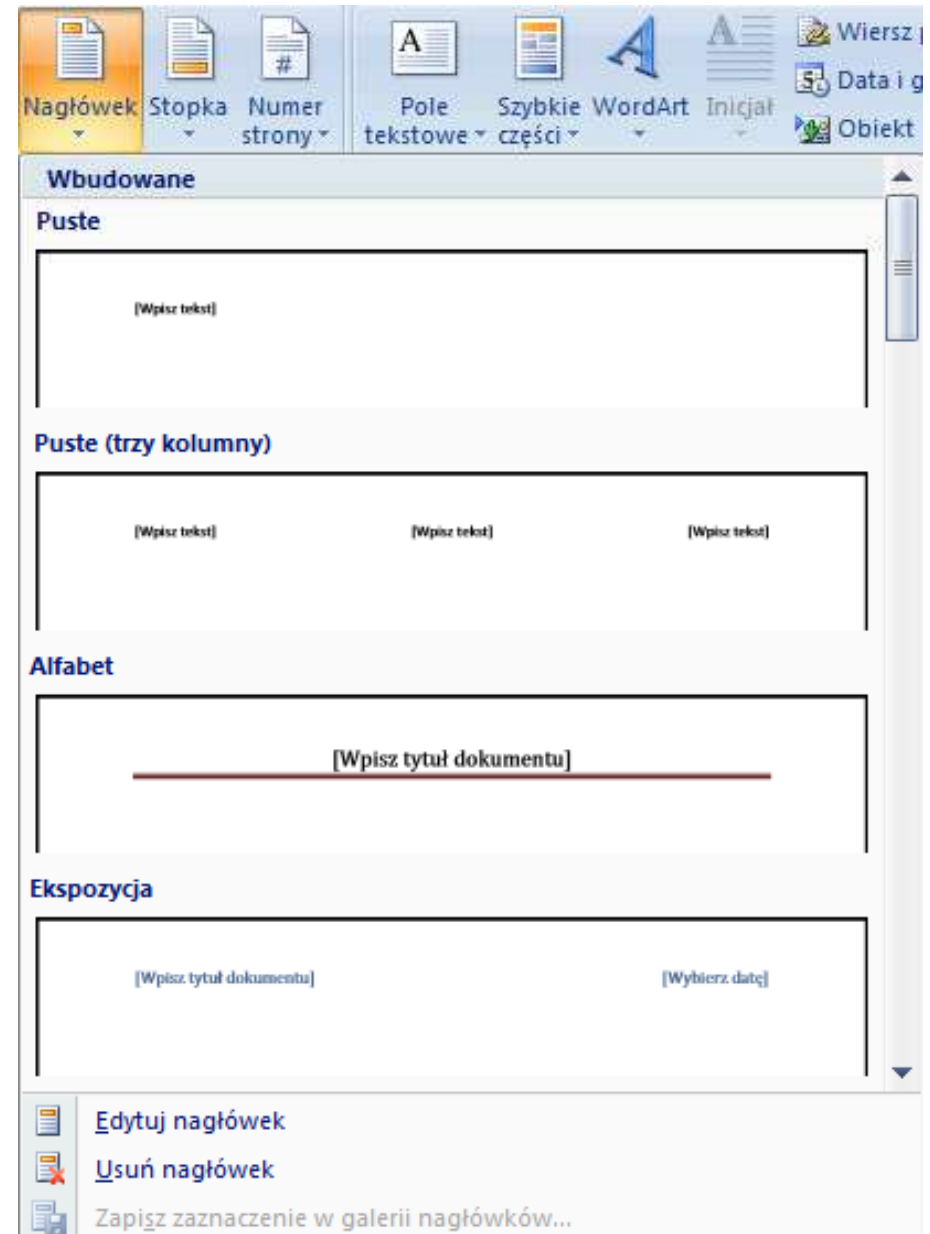 Nagłówek Stopka Numer strony
Pole tekstowe Szybkie części WordArt Inicjał
Wiersz
Data i
Obiekt
Wbudowane
Puste
[Wpisz tekst]
Puste (trzy kolumny)
[Wpisz tekst] [Wpisz tekst] [Wpisz tekst]
Alfabet
[Wpisz tytuł dokumentu]
Ekspozycja
[Wpisz tytuł dokumentu] [Wybierz datę]
Edytuj nagłówek
Usuń nagłówek
Zapisz zaznaczenie w galerii nagłówków...